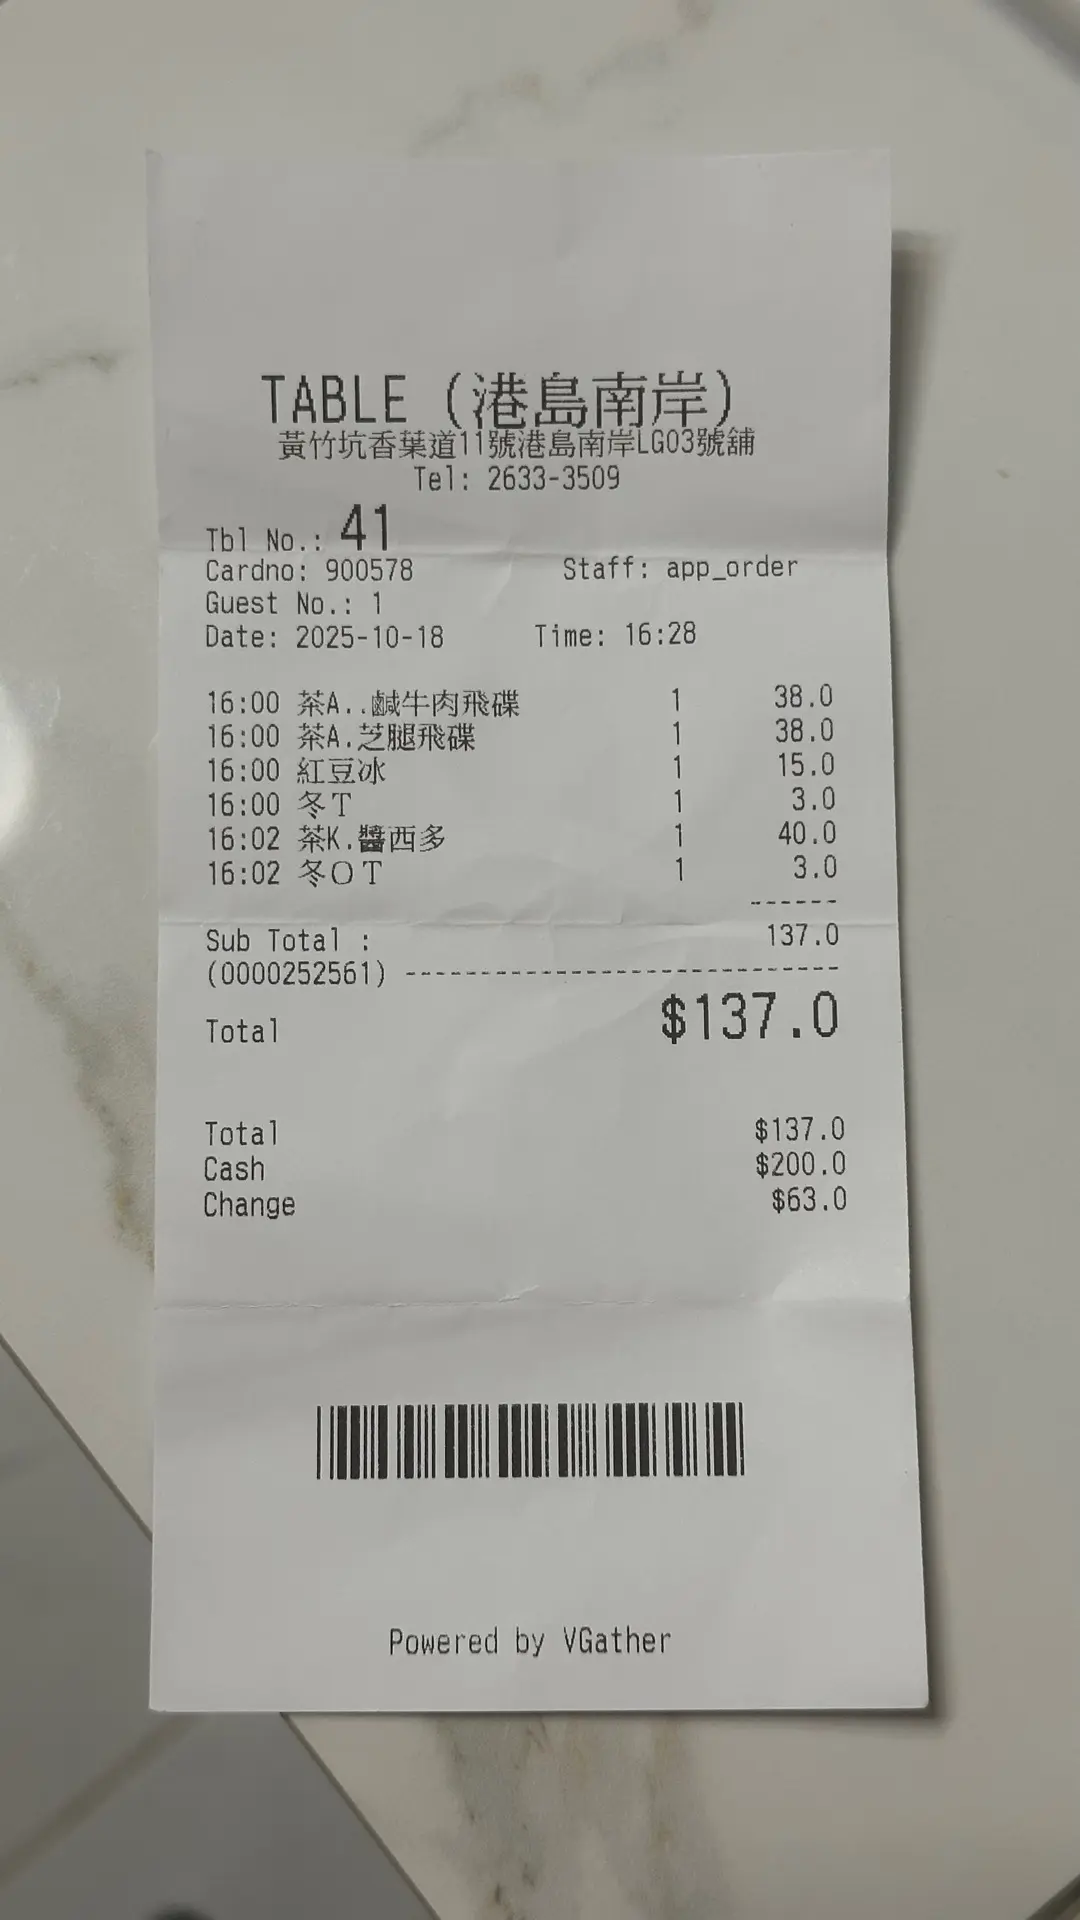 TABLE (港島南岸)
黃竹坑香葉道11號港島南岸LG03號舖
Tel: 2633-3509
Tbl No.: 41
Cardno: 900578 Staff: app_order
Guest No.: 1
Date: 2025-10-18 Time: 16:28
16:00 茶A..鹹牛肉飛碟 1 38.0
16:00 茶A.芝腿飛碟 1 38.0
16:00 紅豆冰 1 15.0
16:00 冬T 1 3.0
16:02 茶K.醬西多 1 40.0
16:02 冬OT 1 3.0
------
Sub Total : 137.0
(0000252561) -----------------------------
Total $137.0
Total $137.0
Cash $200.0
Change $63.0
Powered by VGather